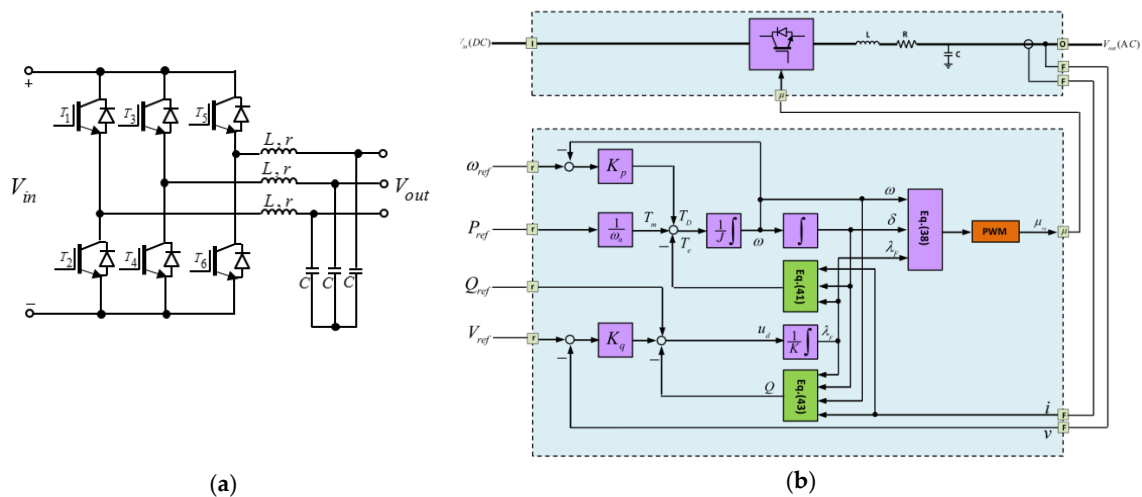 (a)
+
T1
T3
T5
L, r
L, r
L, r
Vin
Vout
T2
T4
T6
C
C
C
−
(b)
(DC)
I
L
R
C
O
Vout(AC)
F
F
μ
ωref
r
−
Kp
ω
Pref
r
1/ωn
Tm
TD
Te
−
1/J ∫
ω
∫
δ
λf
Eq.(38)
PWM
μ
Eq.(41)
Qref
r
Vref
r
−
Kq
−
ud
1/K ∫
λf
Q
Eq.(43)
i
F
v
F
(a)
(b)